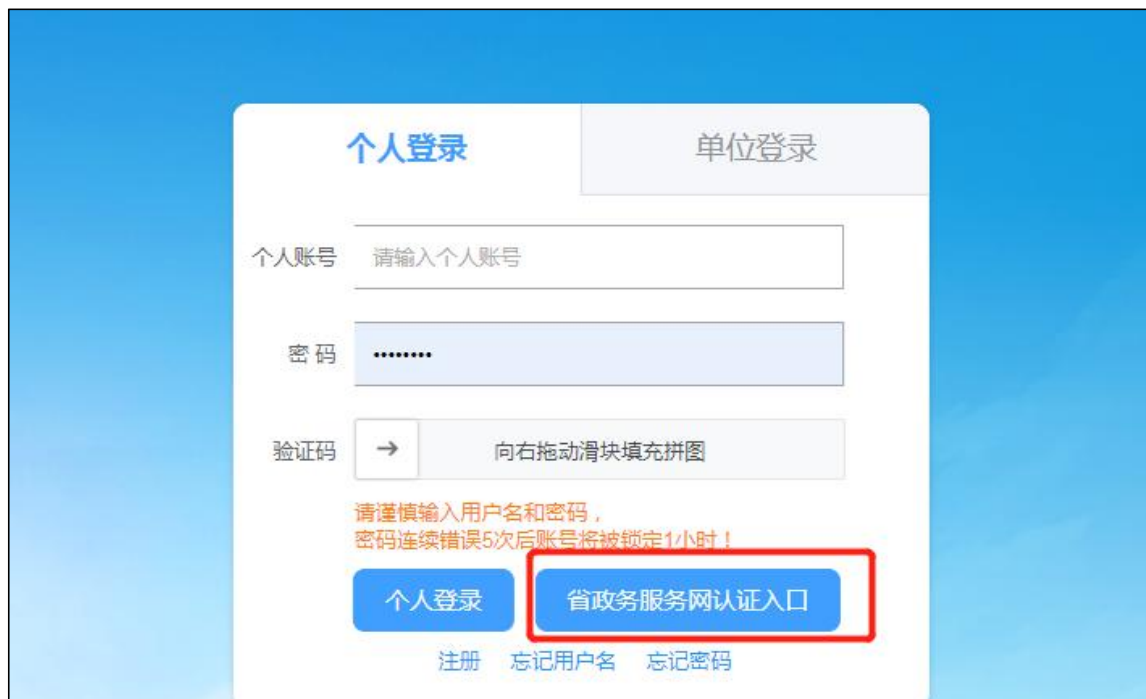 个人登录 单位登录
个人账号 请输入个人账号
密 码 ••••••••
验证码 → 向右拖动滑块填充拼图
请谨慎输入用户名和密码，
密码连续错误5次后账号将被锁定1小时！
个人登录 省政务服务网认证入口
注册 忘记用户名 忘记密码